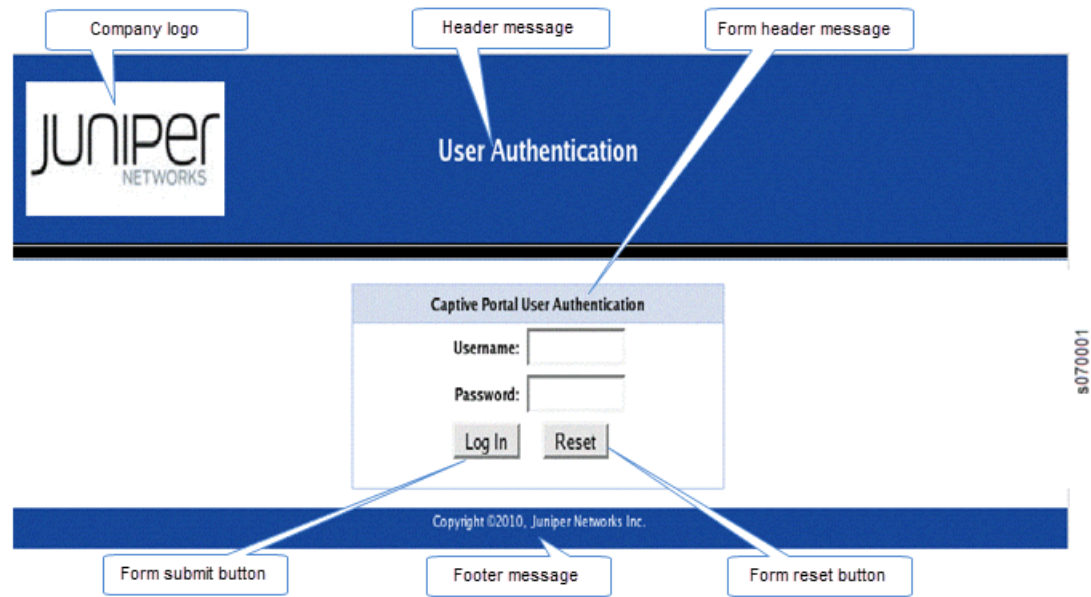 Company logo
Header message
Form header message
JUNIPer
NETWORKS
User Authentication
Captive Portal User Authentication
Username:
Password:
Log In
Reset
s070001
Copyright ©2010, Juniper Networks Inc.
Form submit button
Footer message
Form reset button